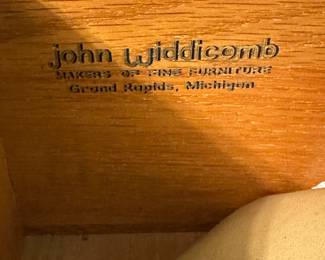 john widdicomb
MAKERS OF FINE FURNITURE
Grand Rapids, Michigan